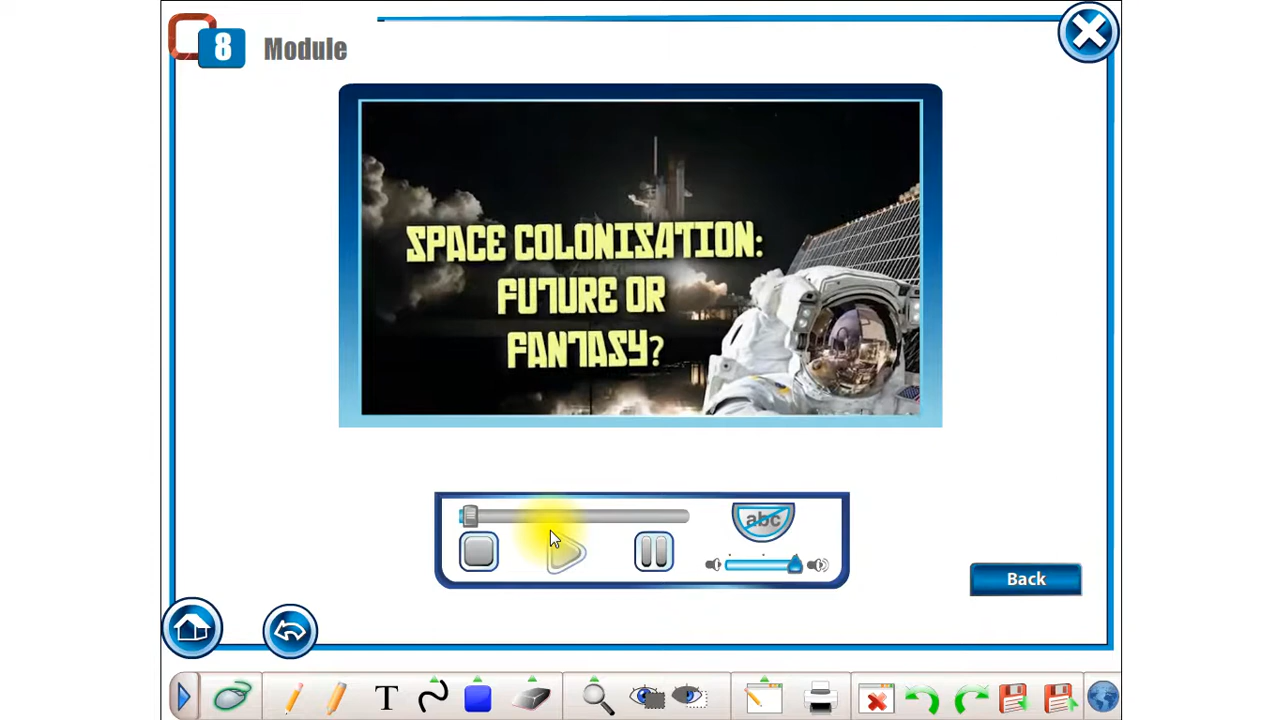 8 Module
SPACE COLONISATION:
FUTURE OR
FANTASY?
abc
Back
T